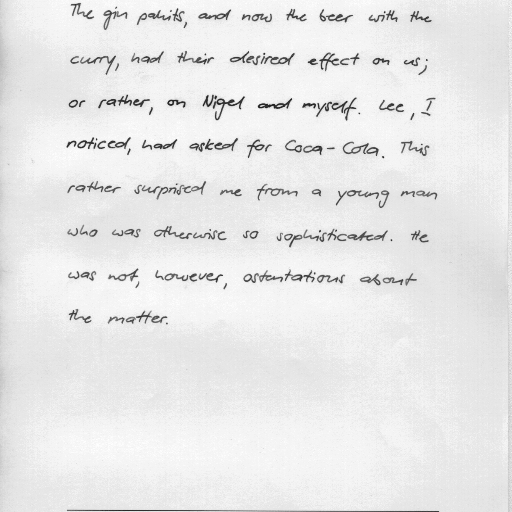 The gin pahits, and now the beer with the
curry, had their desired effect on us;
or rather, on Nigel and myself. Lee, I
noticed, had asked for Coca-Cola. This
rather surprised me from a young man
who was otherwise so sophisticated. He
was not, however, ostentatious about
the matter.